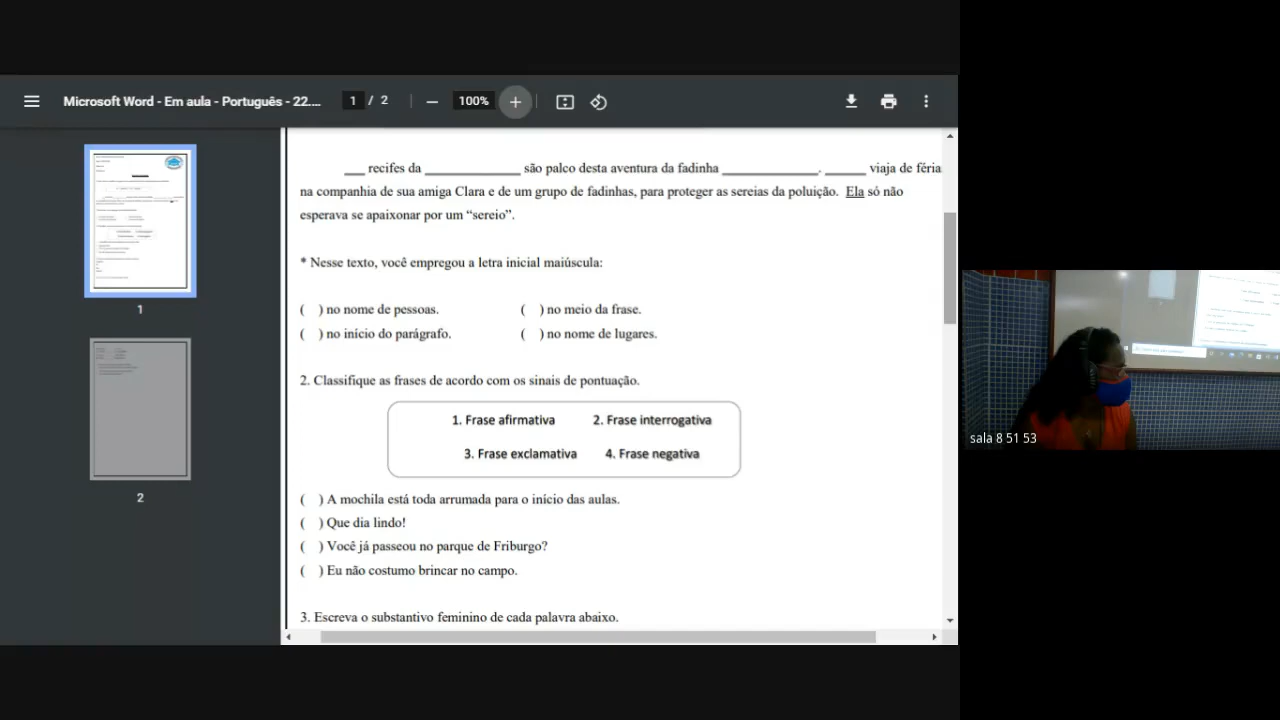 Microsoft Word - Em aula - Português - 22....
1 / 2
100%
___ recifes da ______________ são palco desta aventura da fadinha ______________. ______ viaja de féria
na companhia de sua amiga Clara e de um grupo de fadinhas, para proteger as sereias da poluição. Ela só não
esperava se apaixonar por um “sereio”.
* Nesse texto, você empregou a letra inicial maiúscula:
( ) no nome de pessoas. ( ) no meio da frase.
( ) no início do parágrafo. ( ) no nome de lugares.
2. Classifique as frases de acordo com os sinais de pontuação.
1. Frase afirmativa 2. Frase interrogativa
3. Frase exclamativa 4. Frase negativa
( ) A mochila está toda arrumada para o início das aulas.
( ) Que dia lindo!
( ) Você já passeou no parque de Friburgo?
( ) Eu não costumo brincar no campo.
3. Escreva o substantivo feminino de cada palavra abaixo.
1
2
sala 8 51 53